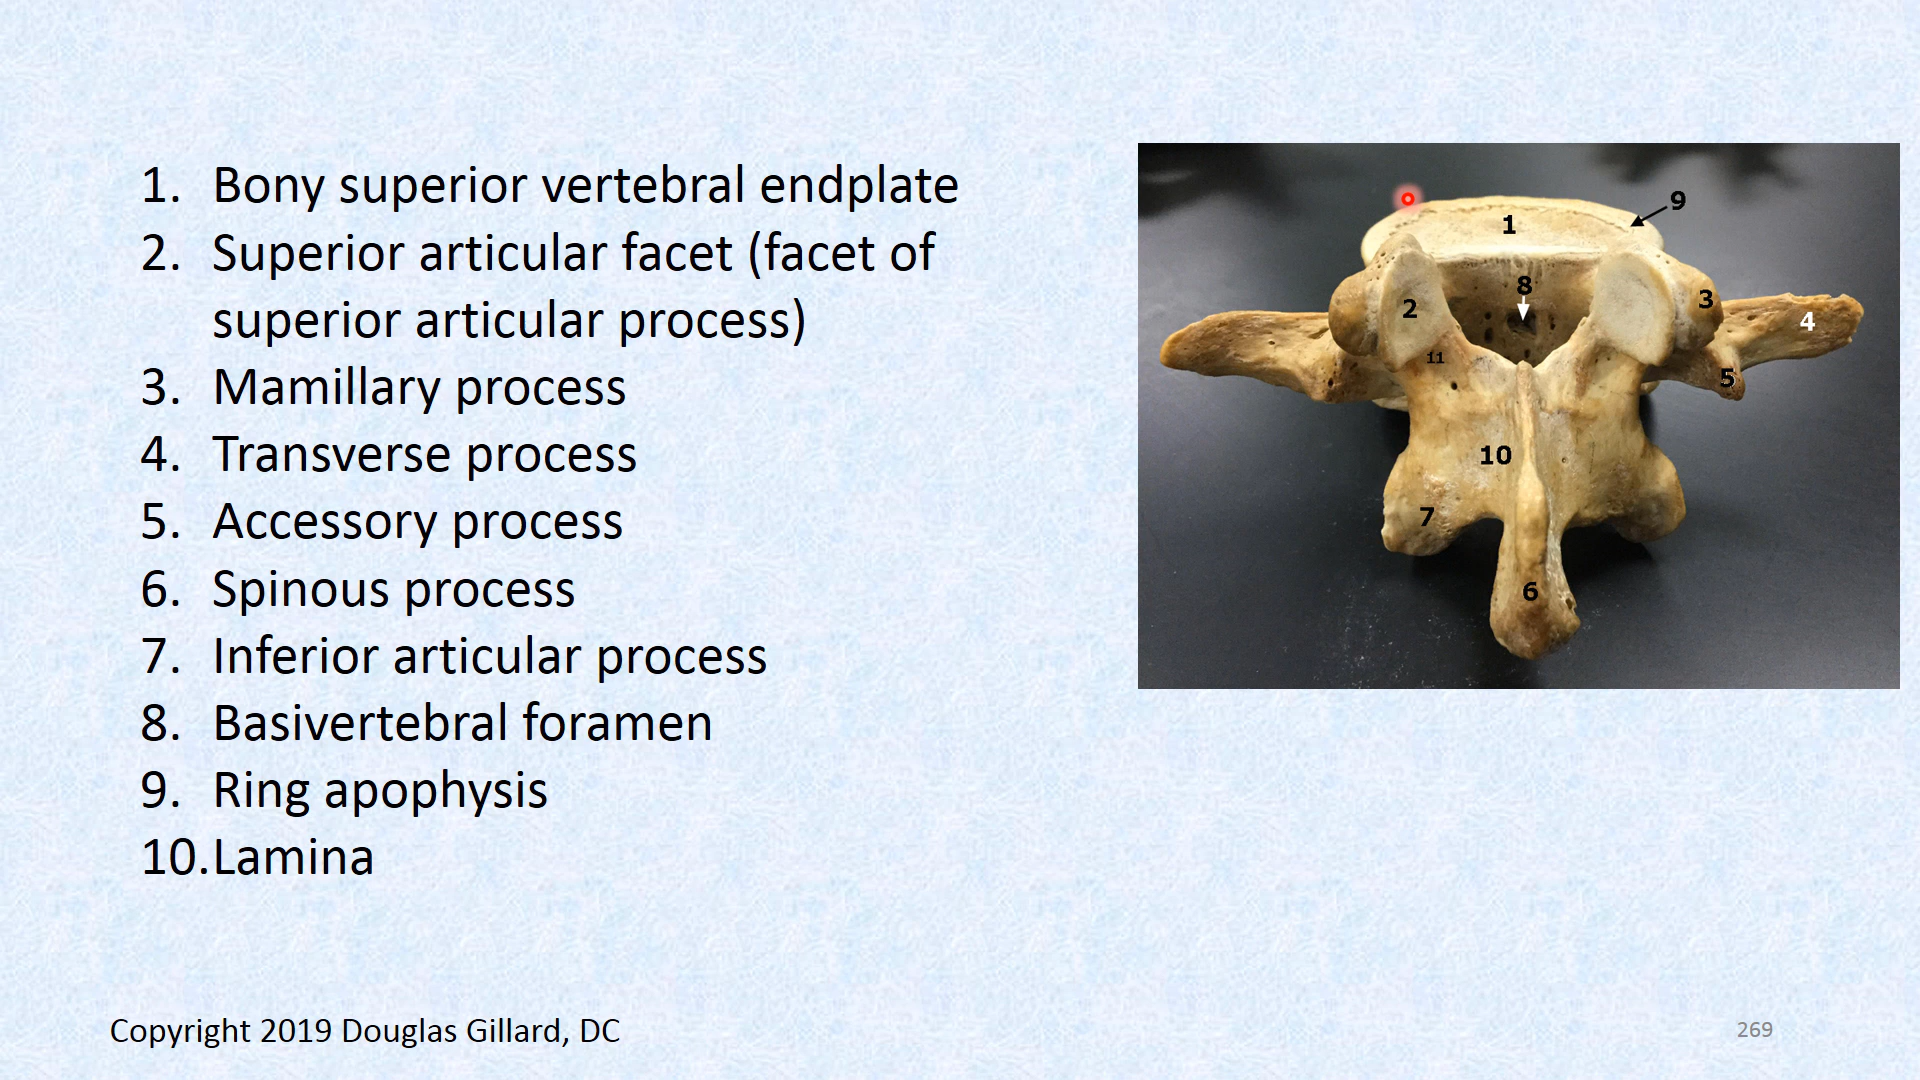 1. Bony superior vertebral endplate
2. Superior articular facet (facet of
superior articular process)
3. Mamillary process
4. Transverse process
5. Accessory process
6. Spinous process
7. Inferior articular process
8. Basivertebral foramen
9. Ring apophysis
10. Lamina
9
1
8
3
2
4
11
5
10
7
6
Copyright 2019 Douglas Gillard, DC
269